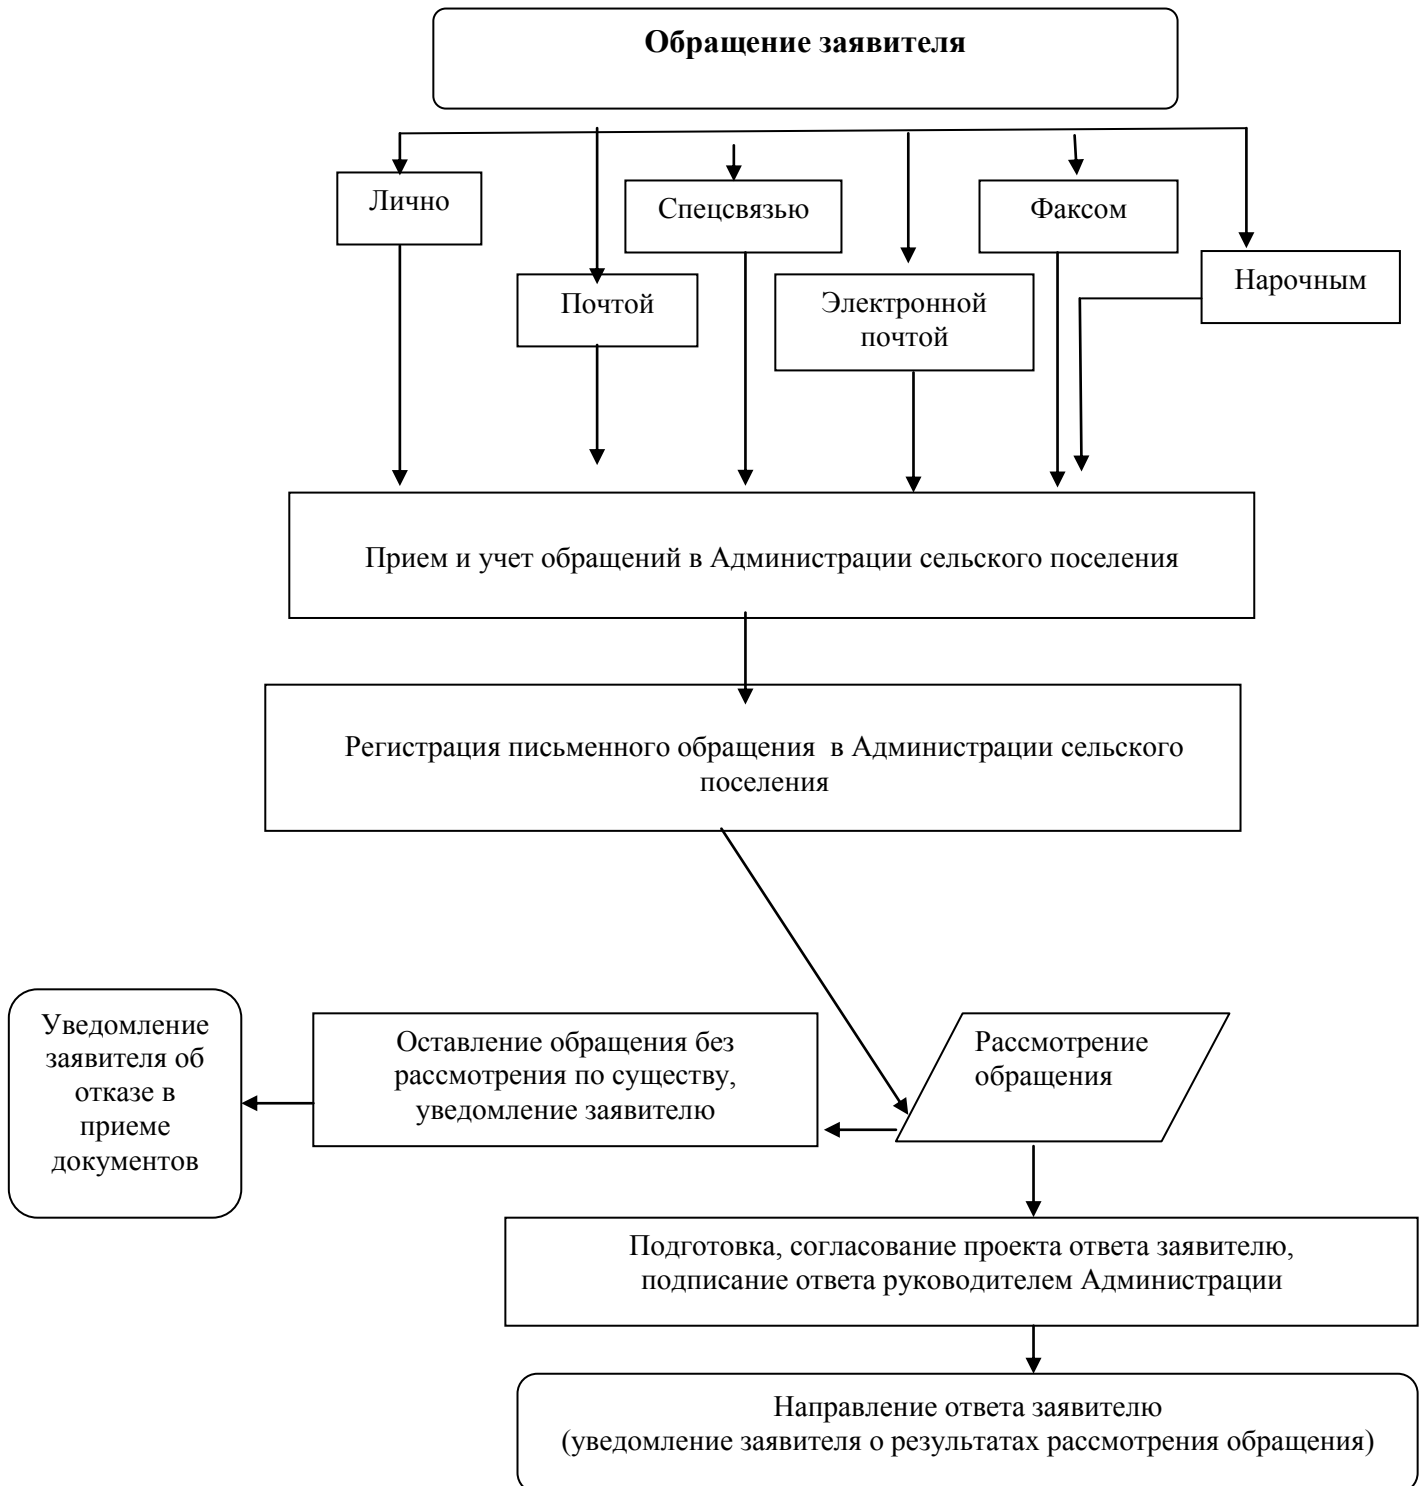 Обращение заявителя
Лично
Спецсвязью
Факсом
Нарочным
Почтой
Электронной
почтой
Прием и учет обращений в Администрации сельского поселения
Регистрация письменного обращения  в Администрации сельского
поселения
Уведомление
заявителя об
отказе в
приеме
документов
Оставление обращения без
рассмотрения по существу,
уведомление заявителю
Рассмотрение
обращения
Подготовка, согласование проекта ответа заявителю,
подписание ответа руководителем Администрации
Направление ответа заявителю
(уведомление заявителя о результатах рассмотрения обращения)